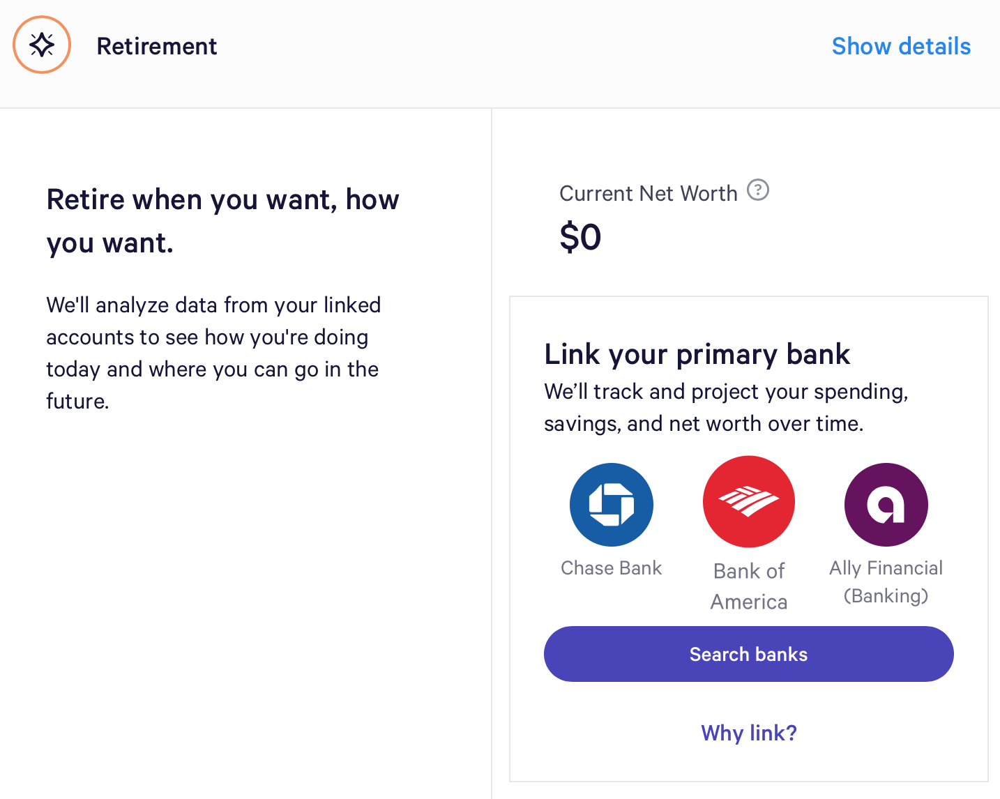 Retirement
Show details
Retire when you want, how
you want.
We'll analyze data from your linked
accounts to see how you're doing
today and where you can go in the
future.
Current Net Worth ?
$0
Link your primary bank
We’ll track and project your spending,
savings, and net worth over time.
Chase Bank
Bank of
America
Ally Financial
(Banking)
Search banks
Why link?